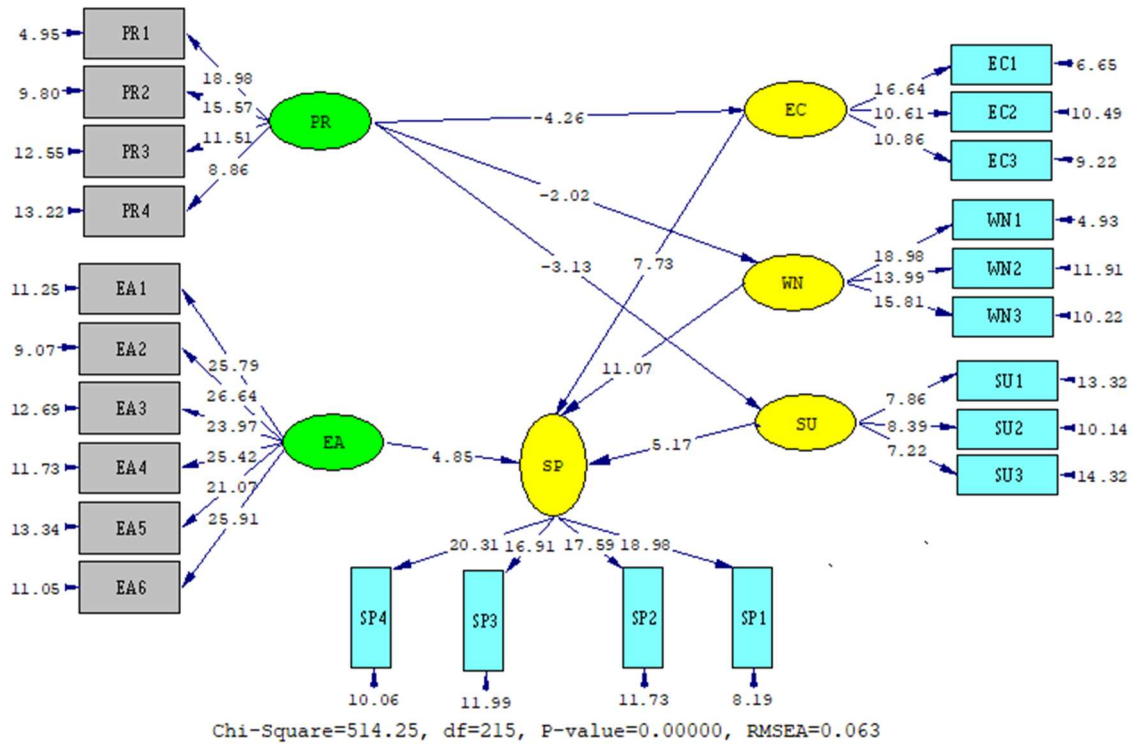 4.95 PR1
18.98
9.80 PR2
15.57
12.55 PR3
11.51
13.22 PR4
8.86
PR
11.25 EA1
25.79
9.07 EA2
26.64
12.69 EA3
23.97
11.73 EA4
25.42
13.34 EA5
21.07
11.05 EA6
25.91
EA
-4.26
-2.02
-3.13
4.85
7.73
11.07
5.17
EC
16.64
EC1 6.65
10.61
EC2 10.49
10.86
EC3 9.22
WN
18.98
WN1 4.93
13.99
WN2 11.91
15.81
WN3 10.22
SU
7.86
SU1 13.32
8.39
SU2 10.14
7.22
SU3 14.32
SP
20.31 16.91 17.59 18.98
SP4 SP3 SP2 SP1
10.06 11.99 11.73 8.19
Chi-Square=514.25, df=215, P-value=0.00000, RMSEA=0.063